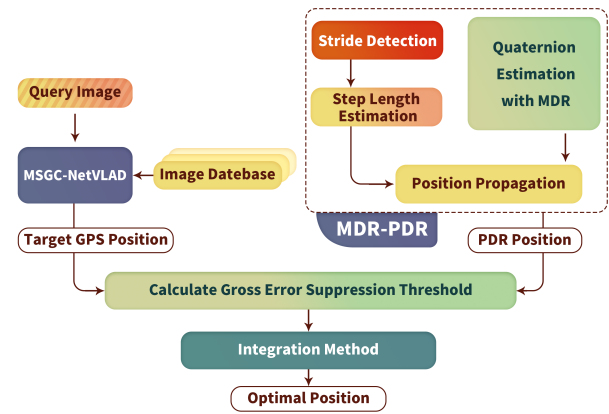 Stride Detection
Quaternion
Estimation
with MDR
Query Image
Step Length
Estimation
MSGC-NetVLAD
Image Datebase
Position Propagation
MDR-PDR
Target GPS Position
PDR Position
Calculate Gross Error Suppression Threshold
Integration Method
Optimal Position